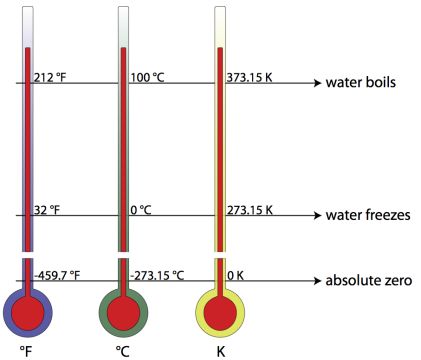 212 °F 100 °C 373.15 K water boils
32 °F 0 °C 273.15 K water freezes
-459.7 °F -273.15 °C 0 K absolute zero
°F °C K